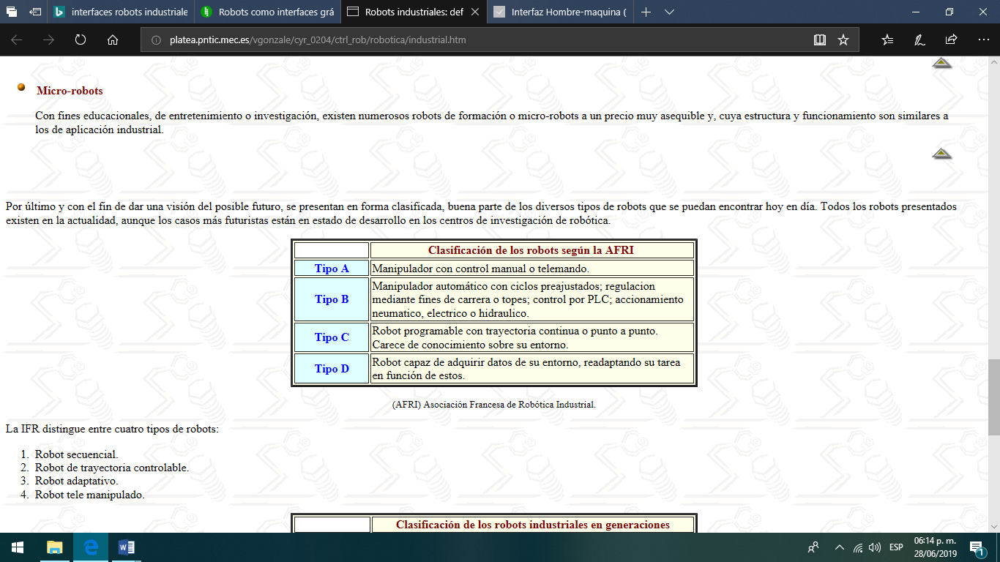 interfaces robots industriale
Robots como interfaces grá
Robots industriales: def
Interfaz Hombre-maquina (
platea.pntic.mec.es/vgonzale/cyr_0204/ctrl_rob/robotica/industrial.htm
Micro-robots
Con fines educacionales, de entretenimiento o investigación, existen numerosos robots de formación o micro-robots a un precio muy asequible y, cuya estructura y funcionamiento son similares a
los de aplicación industrial.
Por último y con el fin de dar una visión del posible futuro, se presentan en forma clasificada, buena parte de los diversos tipos de robots que se puedan encontrar hoy en día. Todos los robots presentados
existen en la actualidad, aunque los casos más futuristas están en estado de desarrollo en los centros de investigación de robótica.
Clasificación de los robots según la AFRI
Tipo A
Manipulador con control manual o telemando.
Tipo B
Manipulador automático con ciclos preajustados; regulacion
mediante fines de carrera o topes; control por PLC; accionamiento
neumatico, electrico o hidraulico.
Tipo C
Robot programable con trayectoria continua o punto a punto.
Carece de conocimiento sobre su entorno.
Tipo D
Robot capaz de adquirir datos de su entorno, readaptando su tarea
en función de estos.
(AFRI) Asociación Francesa de Robótica Industrial.
La IFR distingue entre cuatro tipos de robots:
1. Robot secuencial.
2. Robot de trayectoria controlable.
3. Robot adaptativo.
4. Robot tele manipulado.
Clasificación de los robots industriales en generaciones
ESP
06:14 p. m.
28/06/2019
1